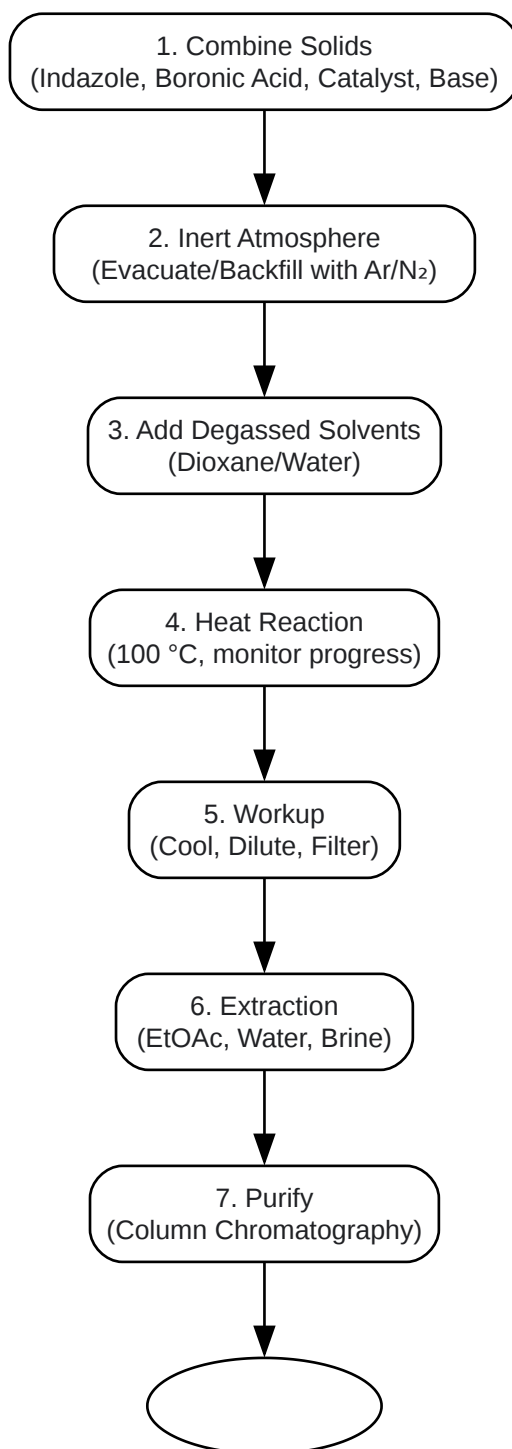 1. Combine Solids
(Indazole, Boronic Acid, Catalyst, Base)
2. Inert Atmosphere
(Evacuate/Backfill with Ar/N₂)
3. Add Degassed Solvents
(Dioxane/Water)
4. Heat Reaction
(100 °C, monitor progress)
5. Workup
(Cool, Dilute, Filter)
6. Extraction
(EtOAc, Water, Brine)
7. Purify
(Column Chromatography)